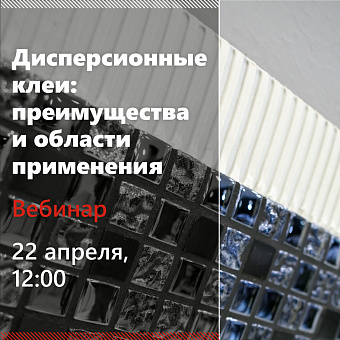 Дисперсионные
клеи:
преимущества
и области
применения
Вебинар
22 апреля,
12:00